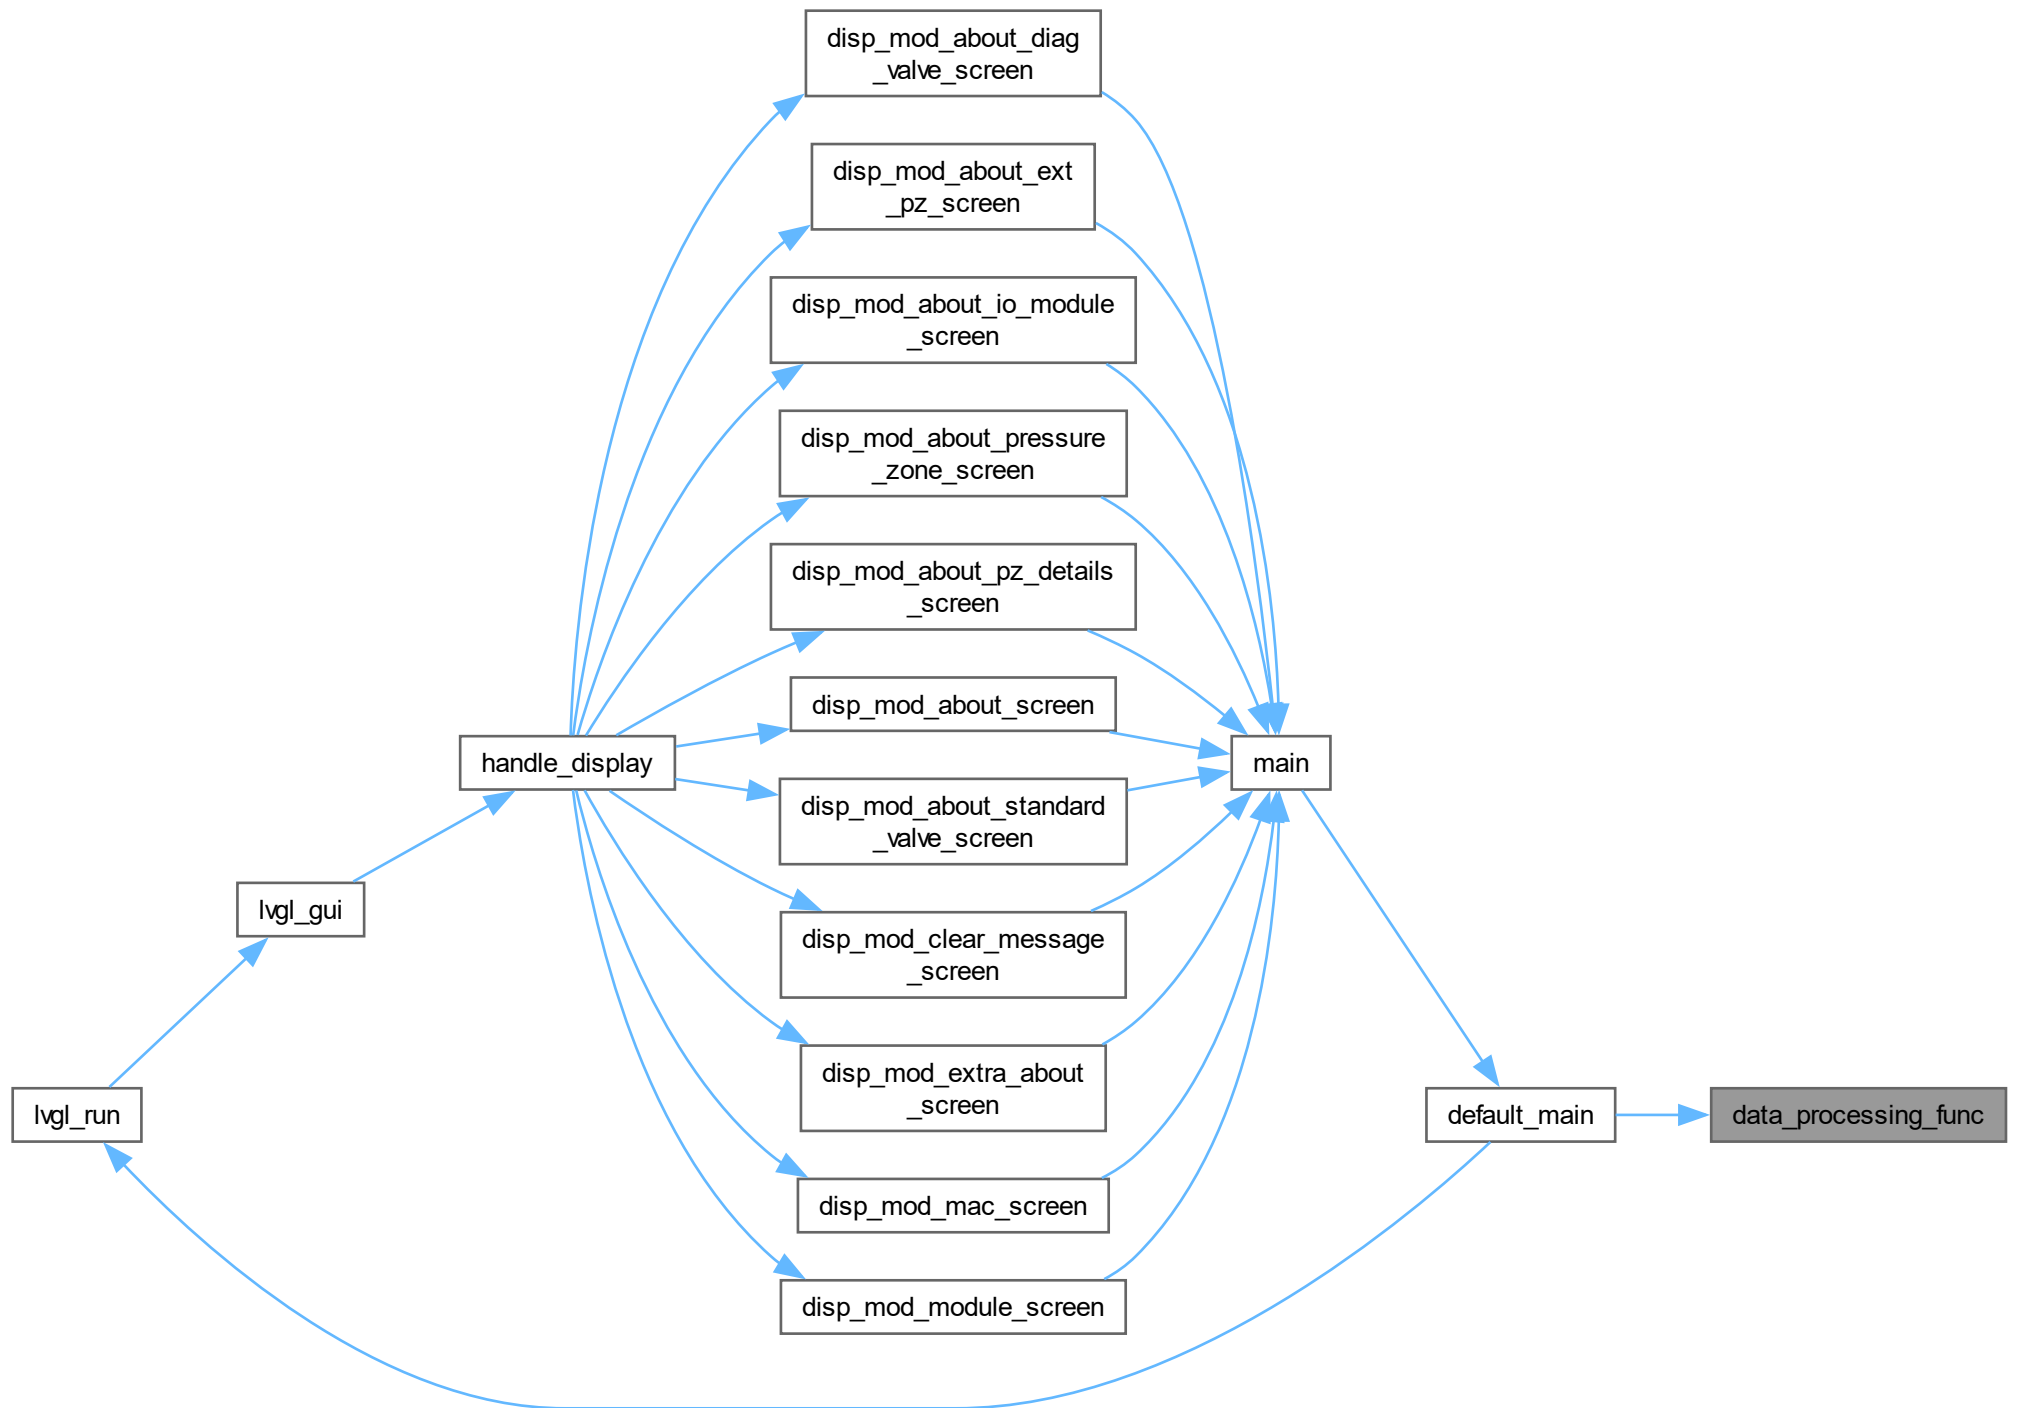 disp_mod_about_diag
_valve_screen
disp_mod_about_ext
_pz_screen
disp_mod_about_io_module
_screen
disp_mod_about_pressure
_zone_screen
disp_mod_about_pz_details
_screen
disp_mod_about_screen
handle_display
main
disp_mod_about_standard
_valve_screen
lvgl_gui
disp_mod_clear_message
_screen
disp_mod_extra_about
_screen
lvgl_run
default_main
data_processing_func
disp_mod_mac_screen
disp_mod_module_screen